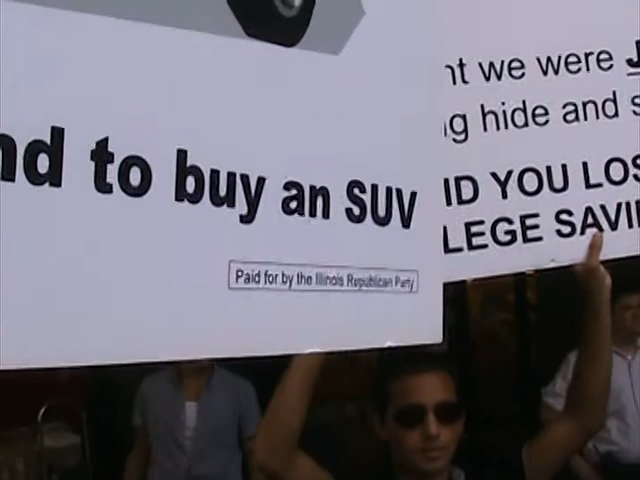 nd to buy an SUV
Paid for by the Illinois Republican Party
nt we were
ng hide and s
ID YOU LOS
LEGE SAVI